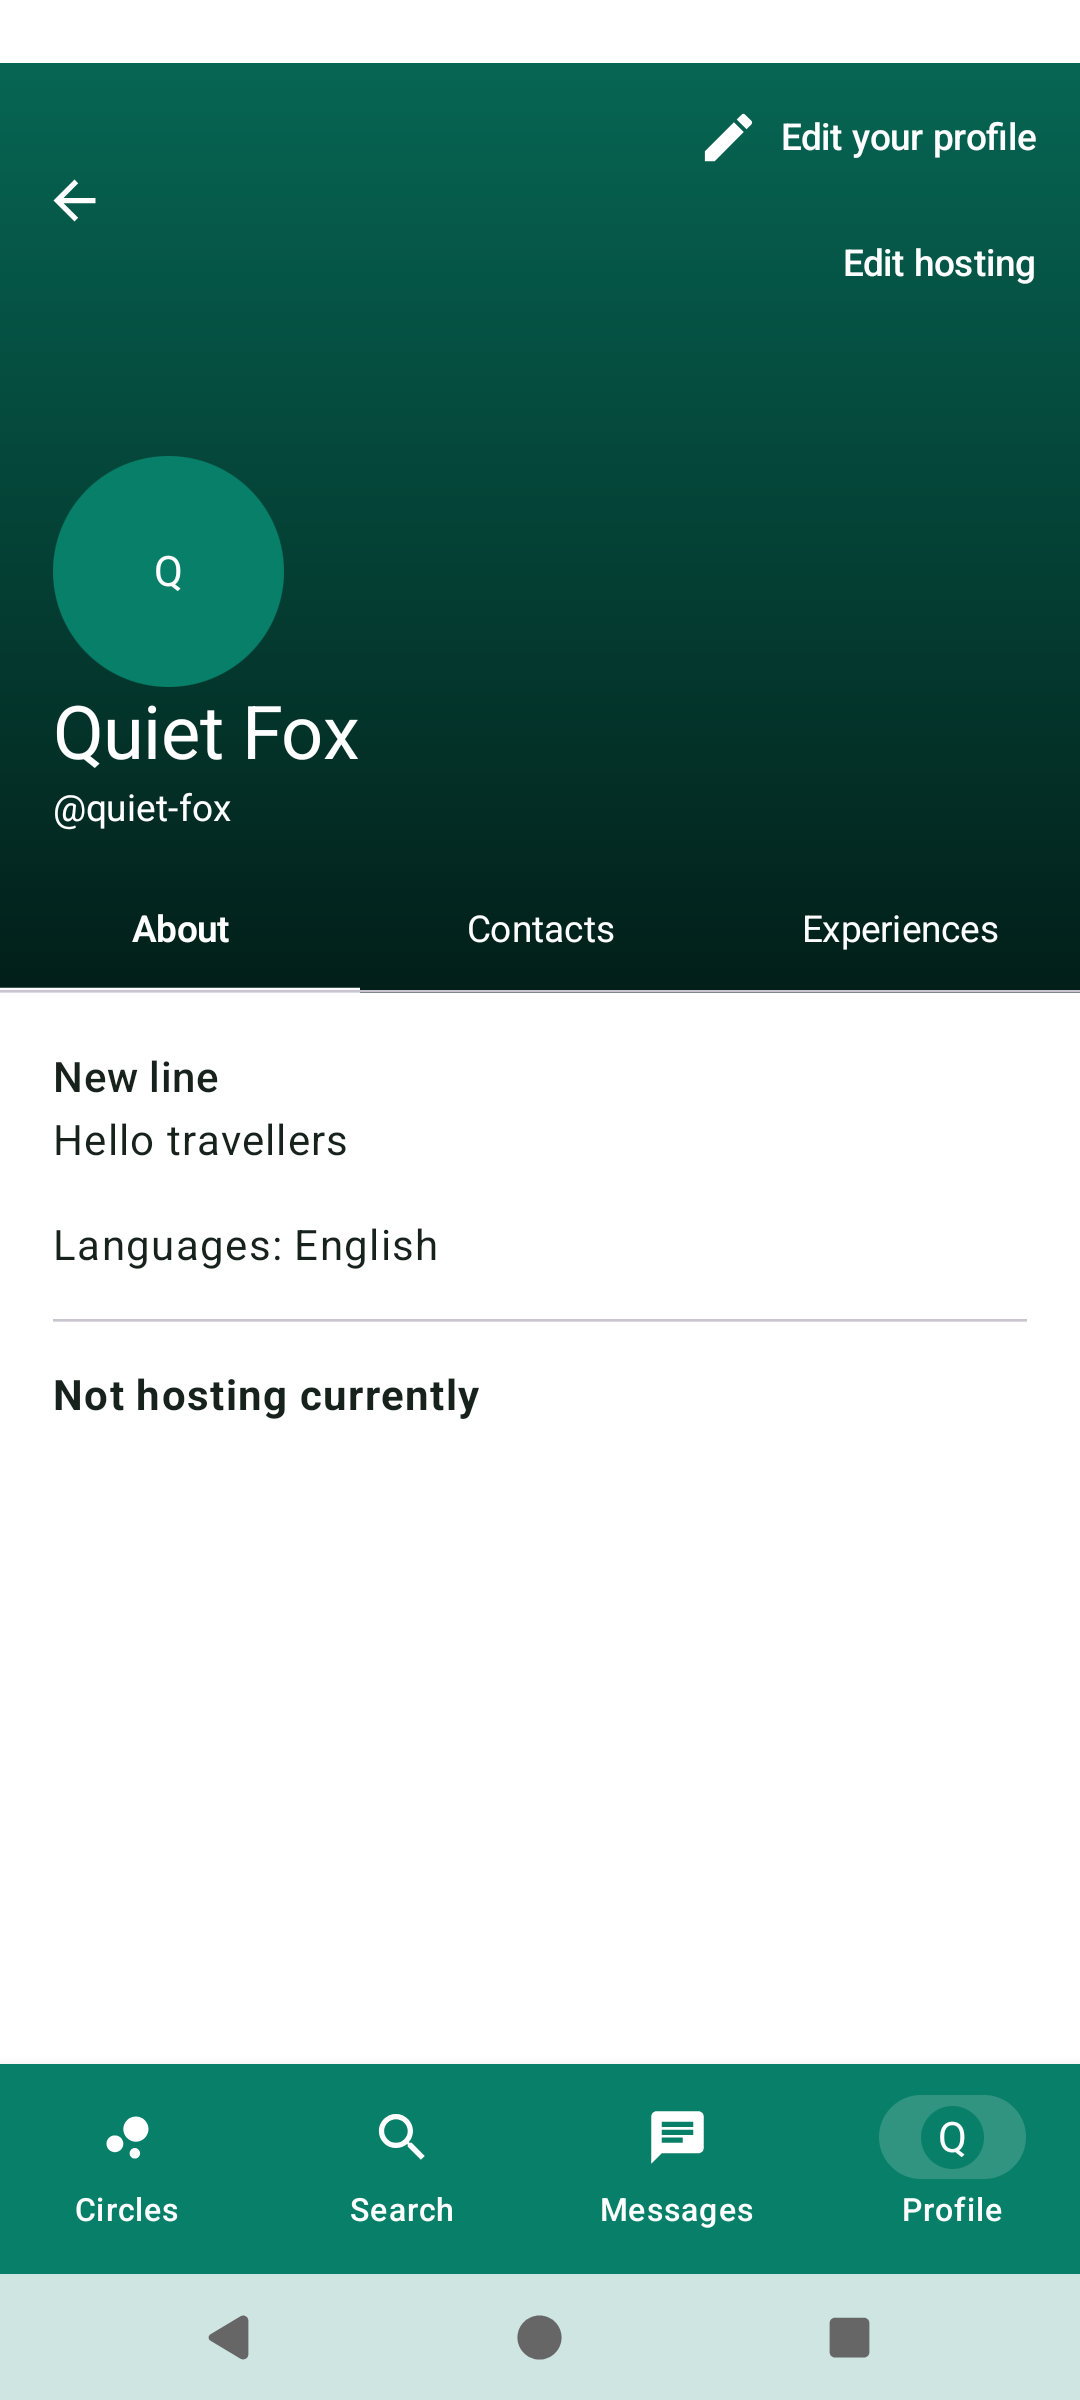 Edit your profile
Edit hosting
Q
Quiet Fox
@quiet-fox
About Contacts Experiences
New line
Hello travellers
Languages: English
Not hosting currently
Q
Circles Search Messages Profile